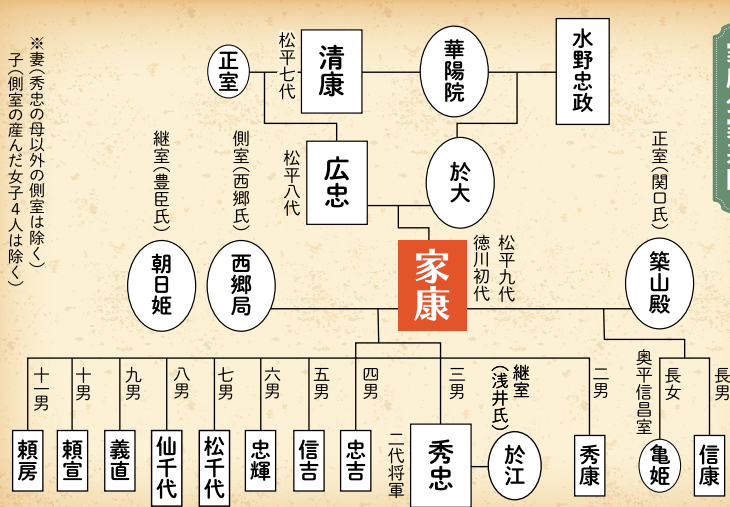 水野忠政
華陽院
清康
松平七代
正室
於大
広忠
松平八代
家康
松平九代
徳川初代
正室(関口氏)
築山殿
側室(西郷氏)
西郷局
継室(豊臣氏)
朝日姫
長男
信康
長女
亀姫
奥平信昌室
二男
秀康
継室
(浅井氏)
於江
三男
秀忠
二代将軍
四男
忠吉
五男
信吉
六男
忠輝
七男
松千代
八男
仙千代
九男
義直
十男
頼宣
十一男
頼房
※妻(秀忠の母以外の側室は除く)
子(側室の産んだ女子4人は除く)